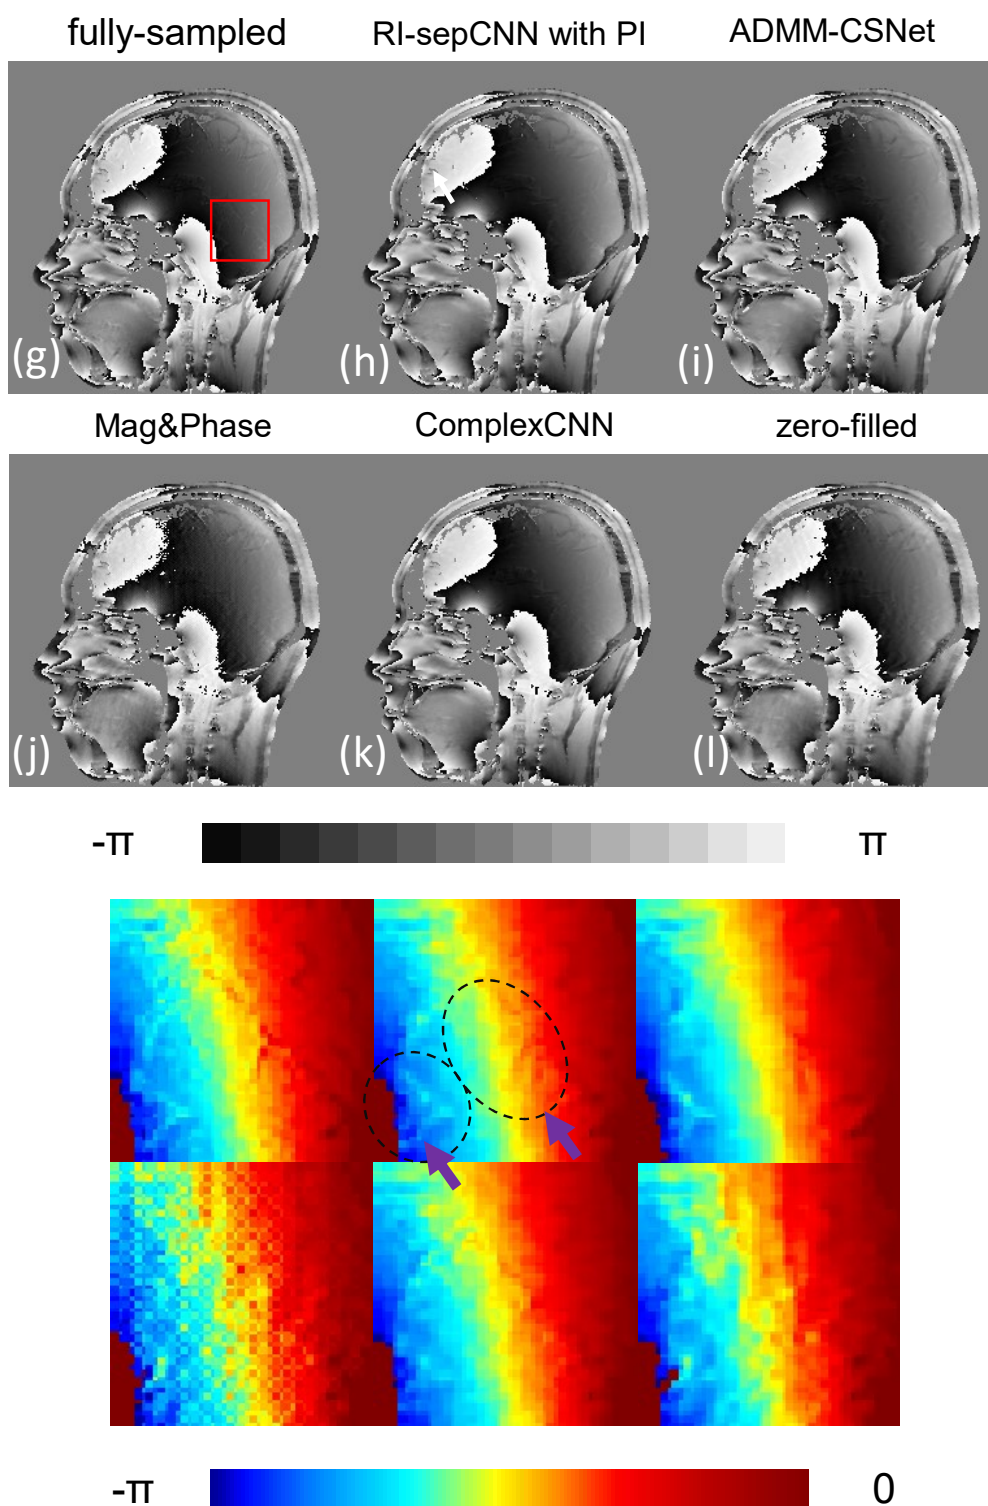 fully-sampled RI-sepCNN with PI ADMM-CSNet
(g) (h) (i)
Mag&Phase ComplexCNN zero-filled
(j) (k) (l)
-π π
-π 0